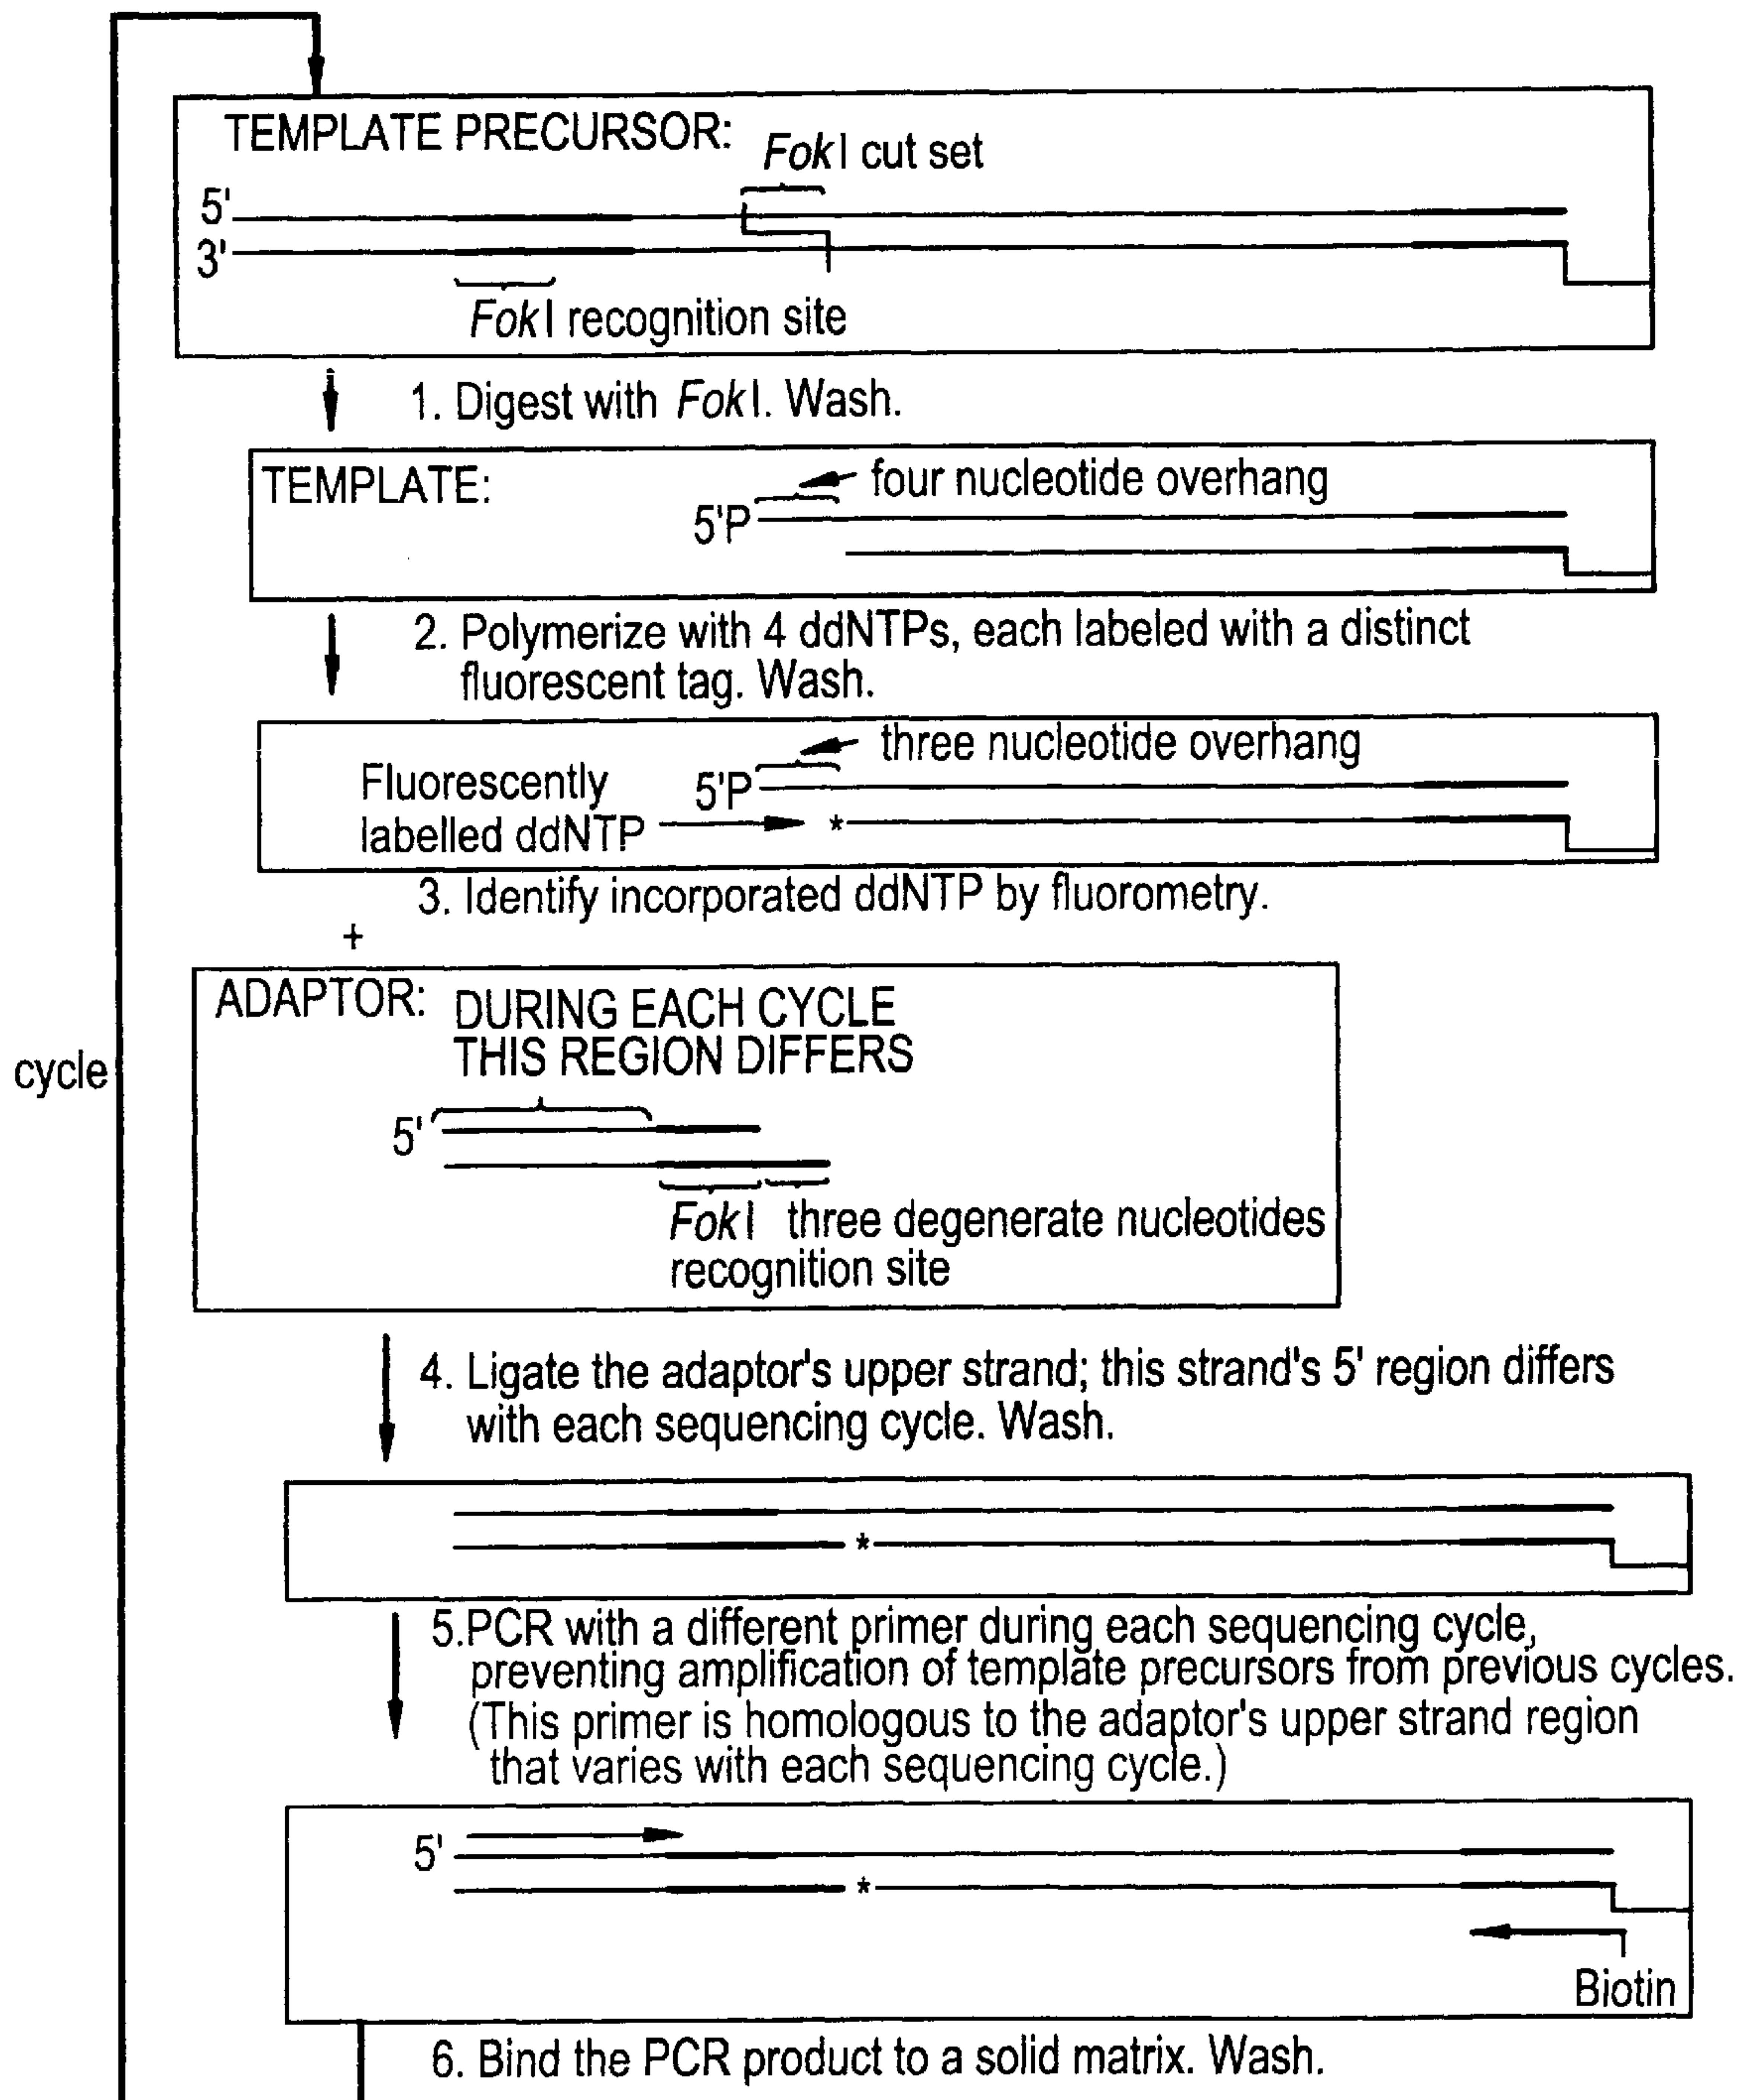 TEMPLATE PRECURSOR:
FokI cut set
5'
3'
FokI recognition site
1. Digest with FokI. Wash.
TEMPLATE:
four nucleotide overhang
5'P
2. Polymerize with 4 ddNTPs, each labeled with a distinct
fluorescent tag. Wash.
three nucleotide overhang
Fluorescently
5'P
labelled ddNTP
*
3. Identify incorporated ddNTP by fluorometry.
+
ADAPTOR: DURING EACH CYCLE
THIS REGION DIFFERS
cycle
5'
FokI three degenerate nucleotides
recognition site
4. Ligate the adaptor's upper strand; this strand's 5' region differs
with each sequencing cycle. Wash.
*
5.PCR with a different primer during each sequencing cycle,
preventing amplification of template precursors from previous cycles.
(This primer is homologous to the adaptor's upper strand region
that varies with each sequencing cycle.)
5'
*
Biotin
6. Bind the PCR product to a solid matrix. Wash.